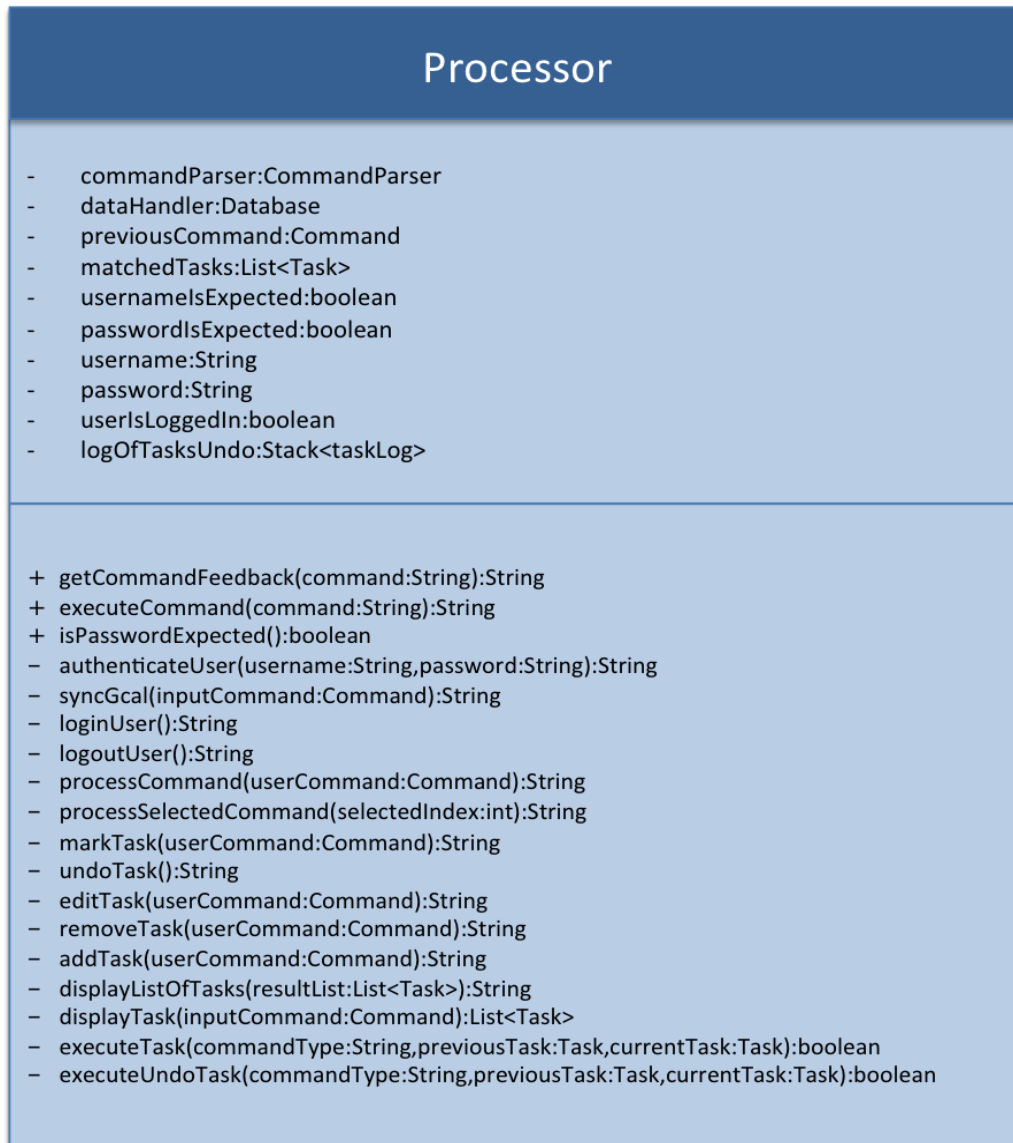 Processor
- commandParser:CommandParser
- dataHandler:Database
- previousCommand:Command
- matchedTasks:List<Task>
- usernameIsExpected:boolean
- passwordIsExpected:boolean
- username:String
- password:String
- userIsLoggedIn:boolean
- logOfTasksUndo:Stack<taskLog>
+ getCommandFeedback(command:String):String
+ executeCommand(command:String):String
+ isPasswordExpected():boolean
– authenticateUser(username:String,password:String):String
– syncGcal(inputCommand:Command):String
– loginUser():String
– logoutUser():String
– processCommand(userCommand:Command):String
– processSelectedCommand(selectedIndex:int):String
– markTask(userCommand:Command):String
– undoTask():String
– editTask(userCommand:Command):String
– removeTask(userCommand:Command):String
– addTask(userCommand:Command):String
– displayListOfTasks(resultList:List<Task>):String
– displayTask(inputCommand:Command):List<Task>
– executeTask(commandType:String,previousTask:Task,currentTask:Task):boolean
– executeUndoTask(commandType:String,previousTask:Task,currentTask:Task):boolean